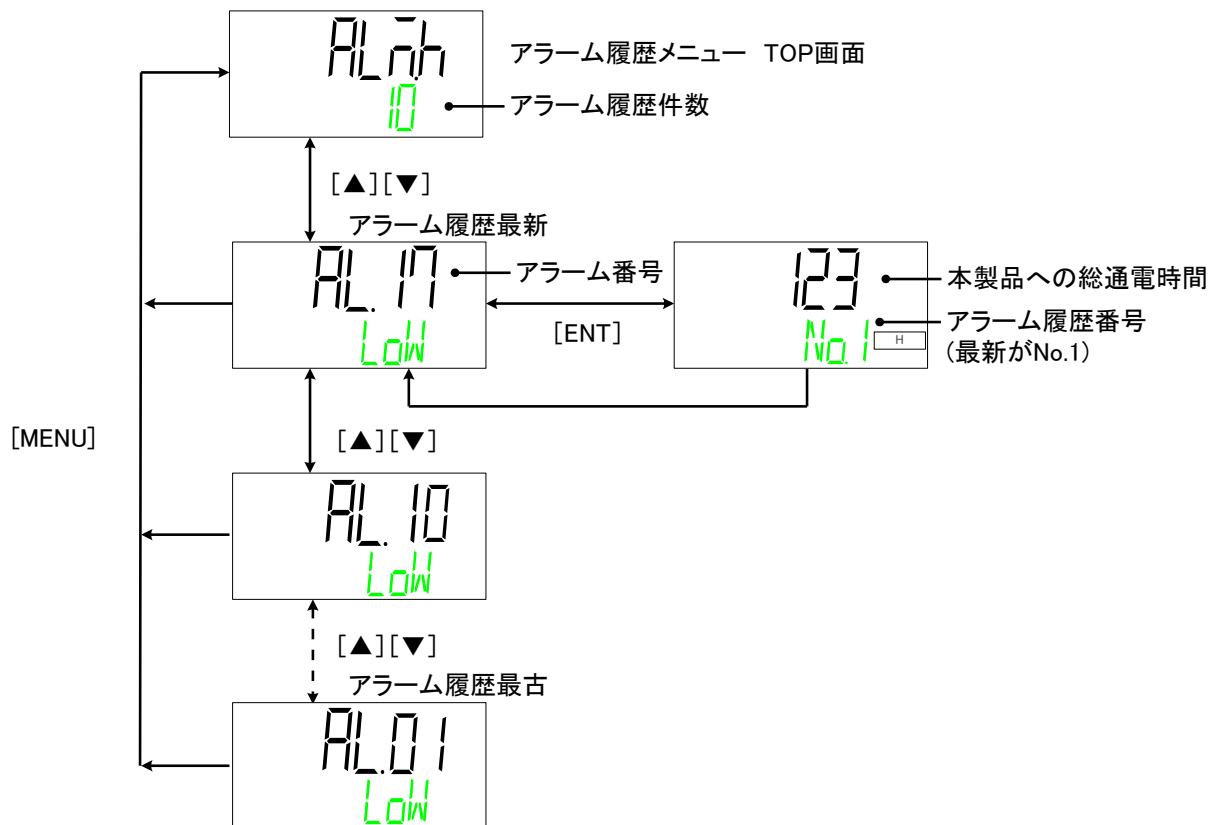 ALM.h
アラーム履歴メニュー TOP画面
10
アラーム履歴件数
[▲][▼]
アラーム履歴最新
AL.17
アラーム番号
LoW
[ENT]
123
本製品への総通電時間
No.1
H
アラーム履歴番号
(最新がNo.1)
[MENU]
[▲][▼]
AL.10
LoW
[▲][▼]
アラーム履歴最古
AL.01
LoW